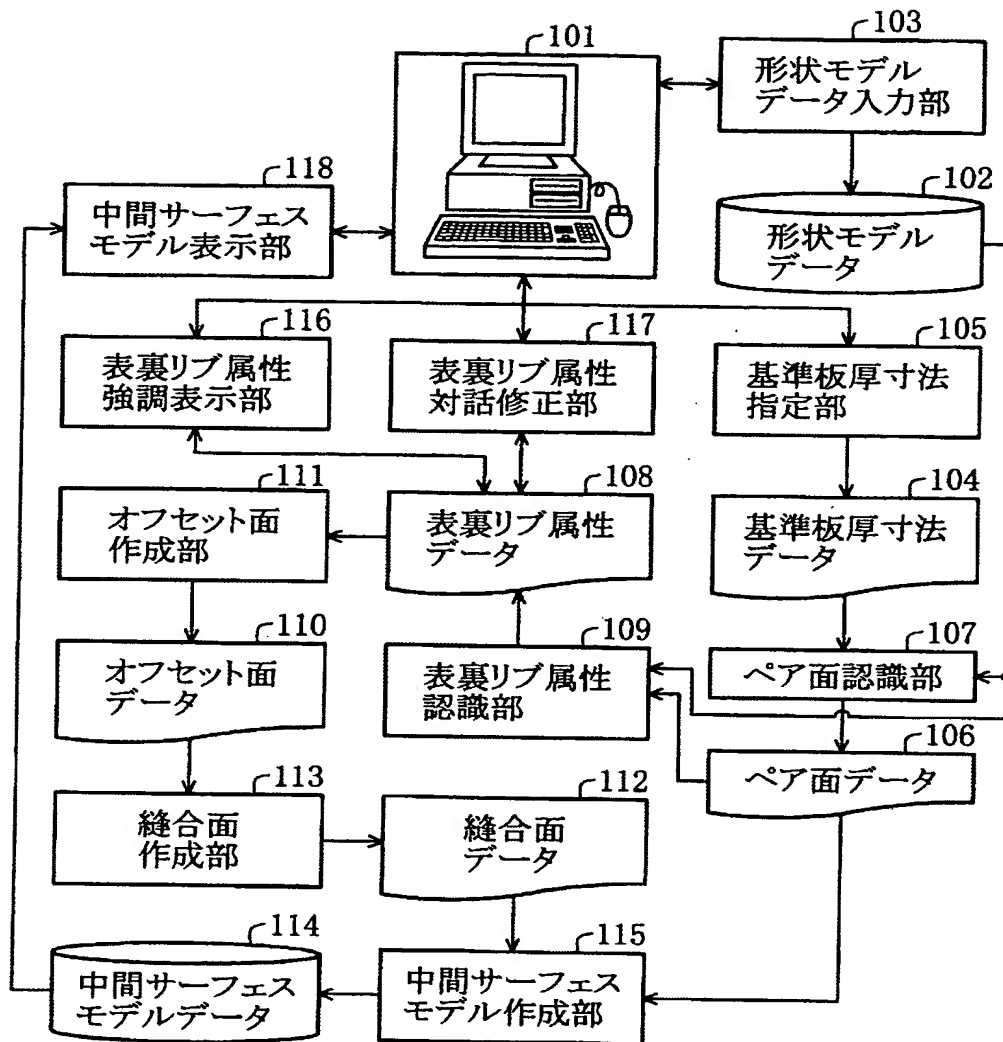 101
103
形状モデル
データ入力部
102
形状モデル
データ
118
中間サーフェス
モデル表示部
116
表裏リブ属性
強調表示部
117
表裏リブ属性
対話修正部
105
基準板厚寸法
指定部
111
オフセット面
作成部
108
表裏リブ属性
データ
104
基準板厚寸法
データ
110
オフセット面
データ
109
表裏リブ属性
認識部
107
ペア面認識部
106
ペア面データ
113
縫合面
作成部
112
縫合面
データ
114
中間サーフェス
モデルデータ
115
中間サーフェス
モデル作成部